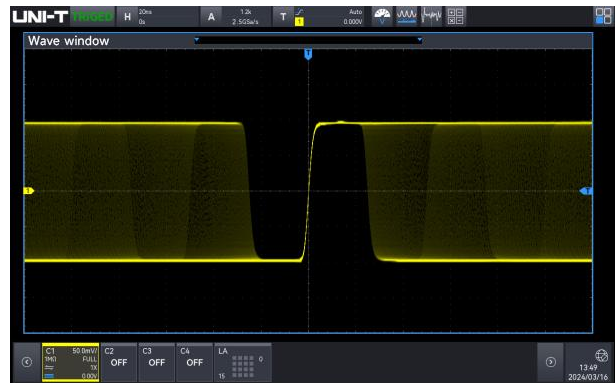 UNI-T TRIGED H 20ns 0s A 1.2k 2.5GSa/s T 1 Auto 0.000V
Wave window
T
1 T
C1 50.0mV/ C2 C3 C4 LA
1MΩ FULL OFF OFF OFF 0
1X
0.00V 15
13:49
2024/03/16